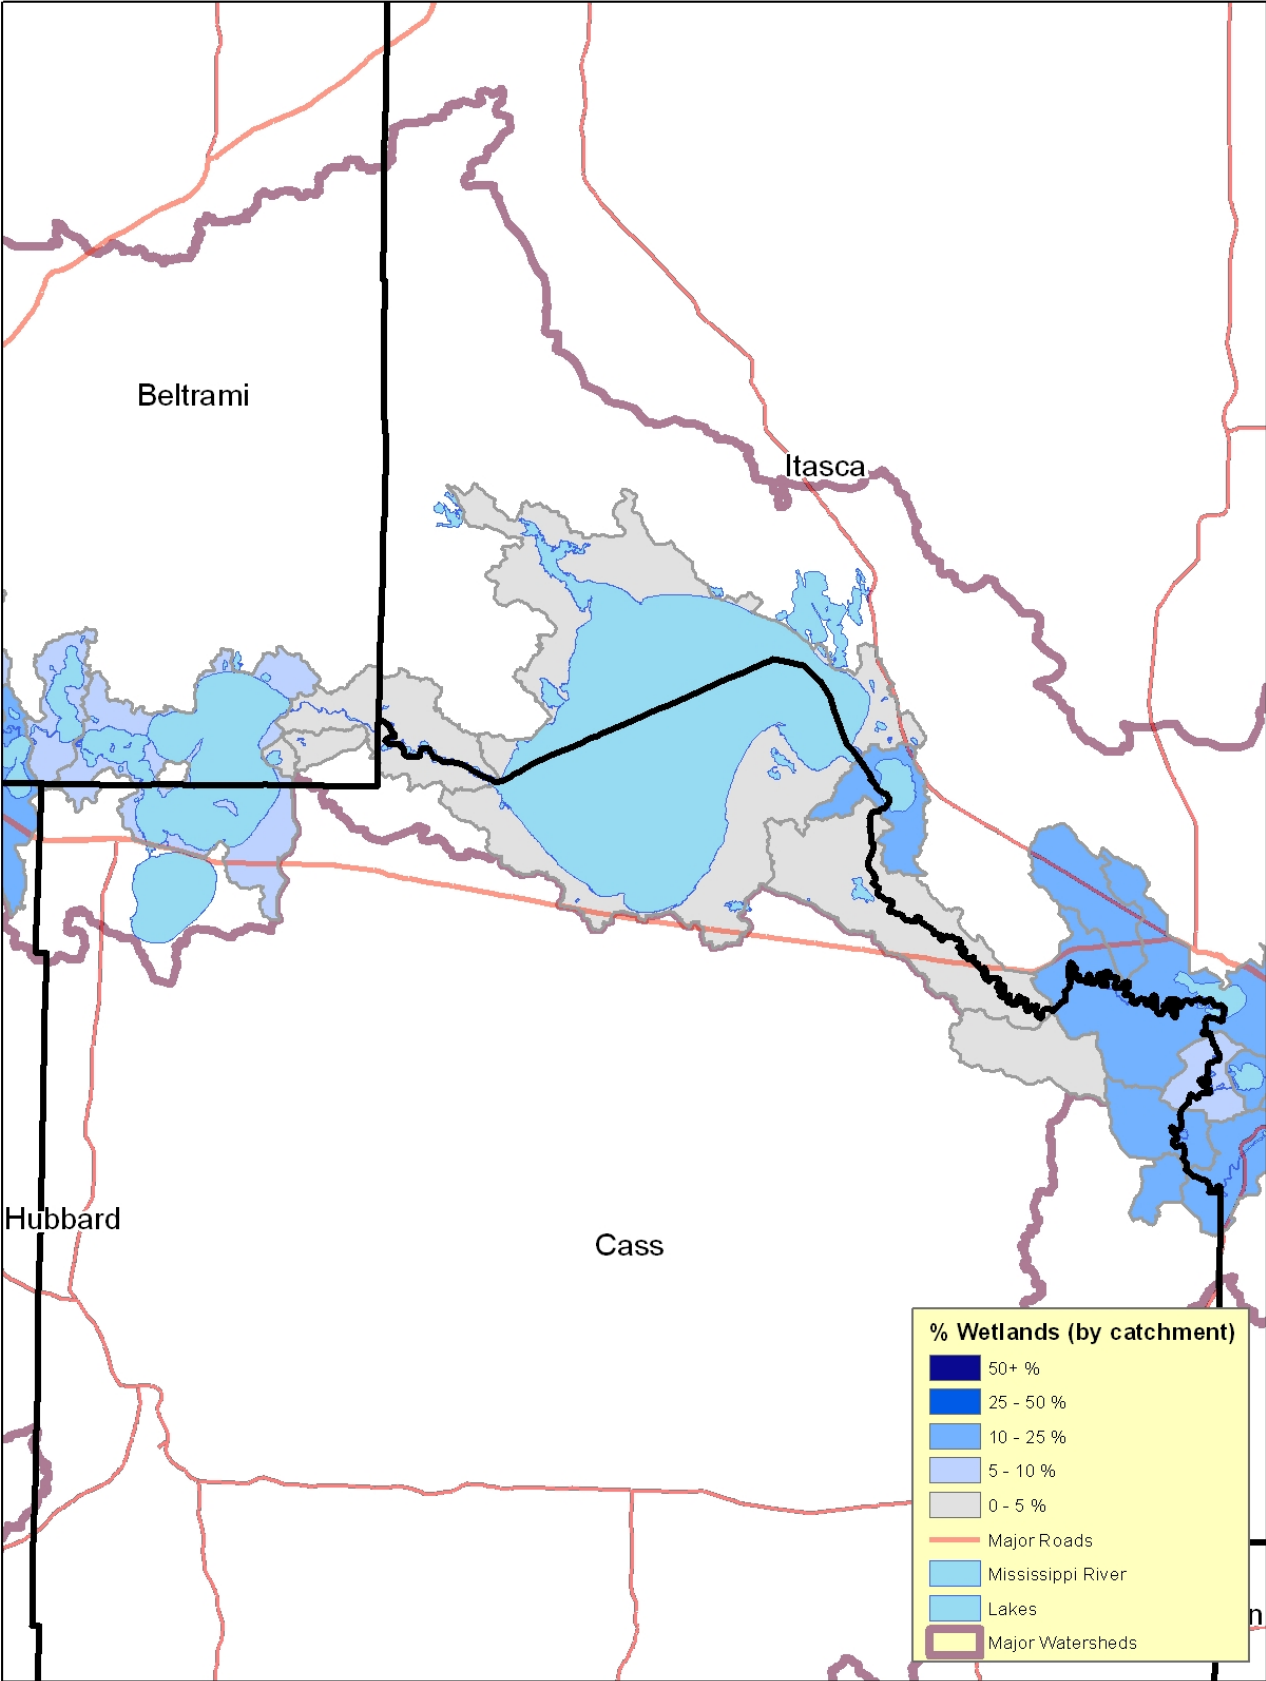 Beltrami
Itasca
Hubbard
Cass
% Wetlands (by catchment)
50+ %
25 - 50 %
10 - 25 %
5 - 10 %
0 - 5 %
Major Roads
Mississippi River
Lakes
Major Watersheds
n